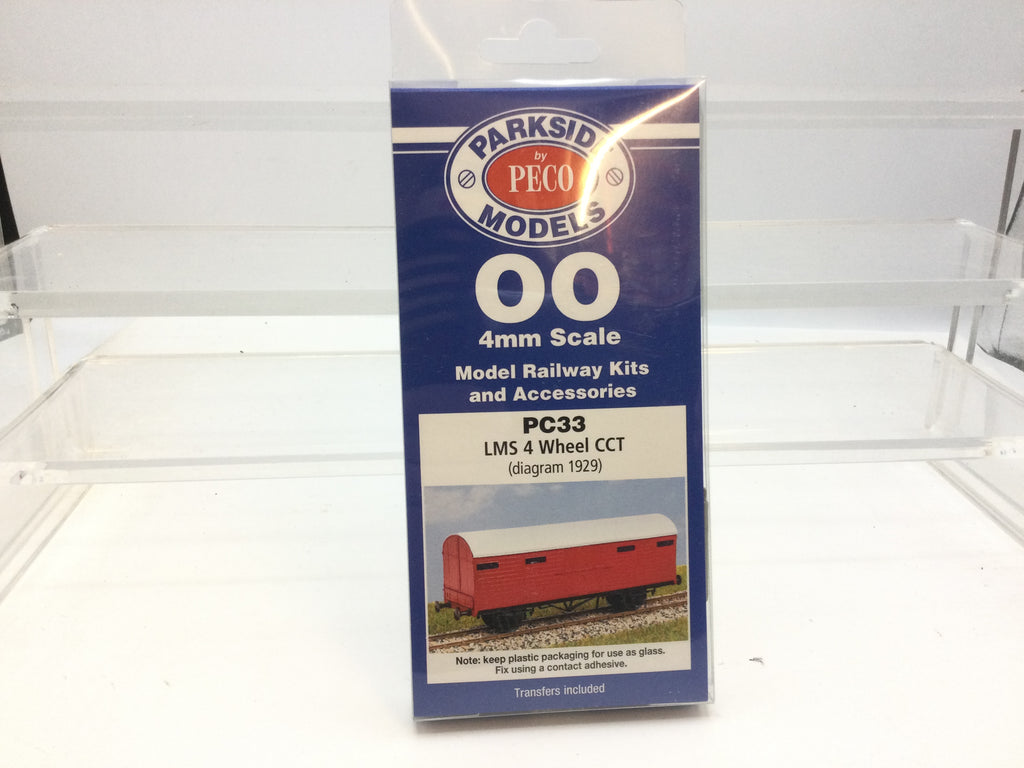 PARKSIDE
by
PECO
MODELS
OO
4mm Scale
Model Railway Kits
and Accessories
PC33
LMS 4 Wheel CCT
(diagram 1929)
Note: keep plastic packaging for use as glass.
Fix using a contact adhesive.
Transfers included